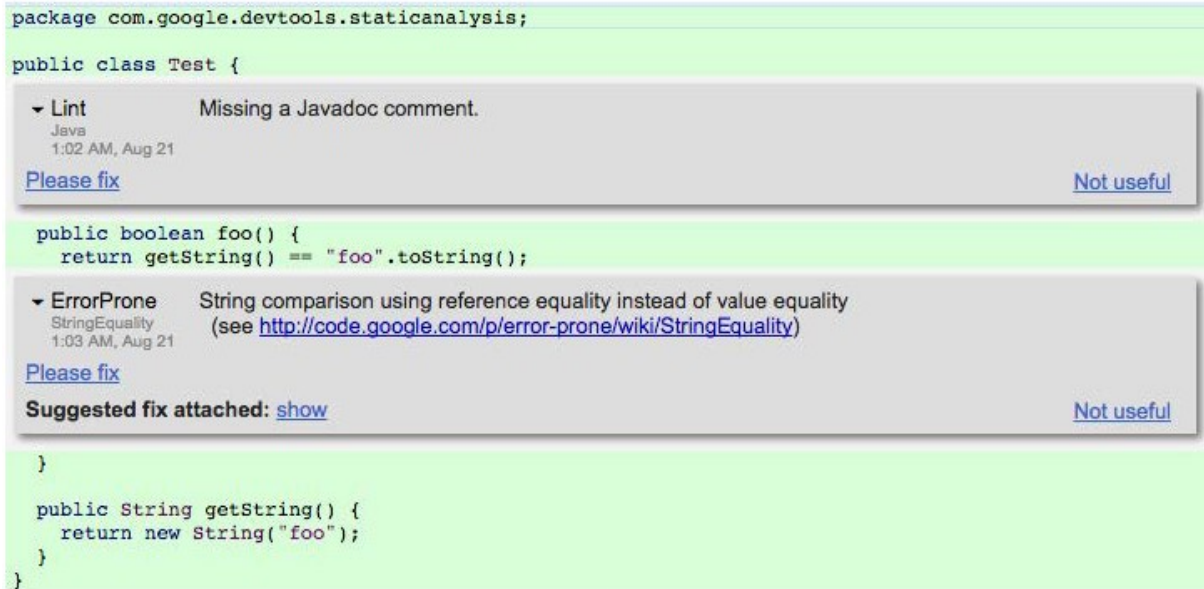 package com.google.devtools.staticanalysis;
public class Test {
Lint Missing a Javadoc comment.
Java
1:02 AM, Aug 21
Please fix Not useful
public boolean foo() {
return getString() == "foo".toString();
ErrorProne String comparison using reference equality instead of value equality
StringEquality (see http://code.google.com/p/error-prone/wiki/StringEquality)
1:03 AM, Aug 21
Please fix
Suggested fix attached: show Not useful
}
public String getString() {
return new String("foo");
}
}